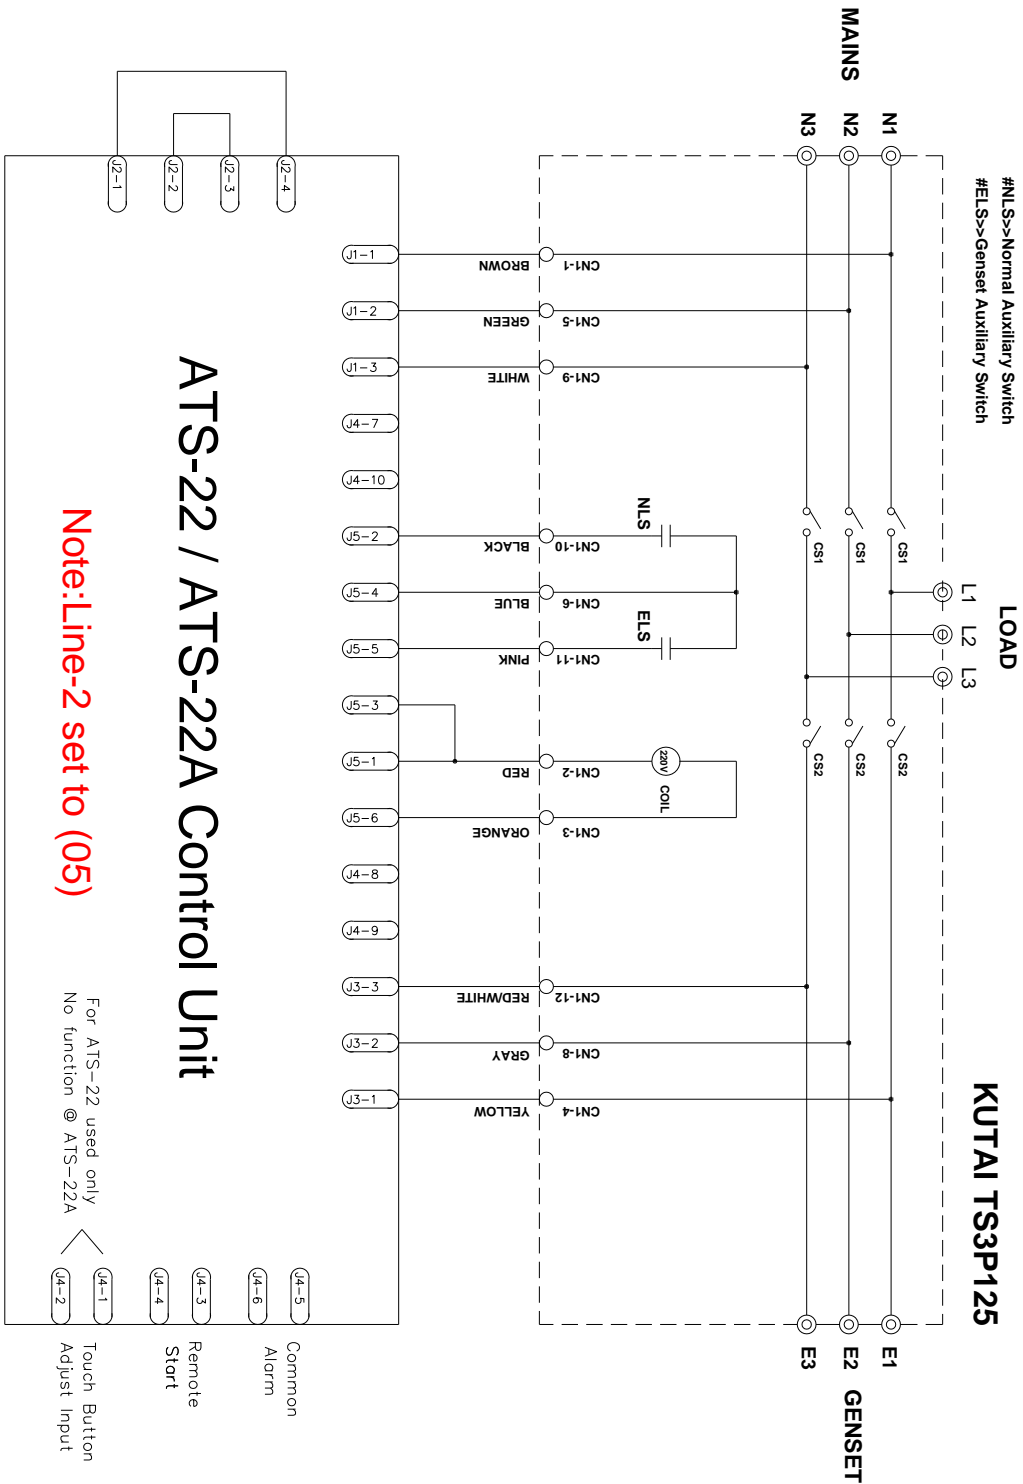 KUTAI TS3P125
#NLS>>Normal Auxiliary Switch
#ELS>>Genset Auxiliary Switch
LOAD
L1
L2
L3
MAINS
N1
N2
N3
CS1
CS1
CS1
CS2
CS2
CS2
E1
E2
E3
GENSET
NLS
ELS
220V
COIL
CN1-1
CN1-5
CN1-9
CN1-10
CN1-6
CN1-11
CN1-2
CN1-3
CN1-12
CN1-8
CN1-4
BROWN
GREEN
WHITE
BLACK
BLUE
PINK
RED
ORANGE
RED/WHITE
GRAY
YELLOW
J1-1
J1-2
J1-3
J4-7
J4-10
J5-2
J5-4
J5-5
J5-3
J5-1
J5-6
J4-8
J4-9
J3-3
J3-2
J3-1
J2-4
J2-3
J2-2
J2-1
ATS-22 / ATS-22A Control Unit
Note:Line-2 set to (05)
For ATS-22 used only
No function @ ATS-22A
J4-5
J4-6
J4-3
J4-4
J4-1
J4-2
Common
Alarm
Remote
Start
Touch Button
Adjust Input